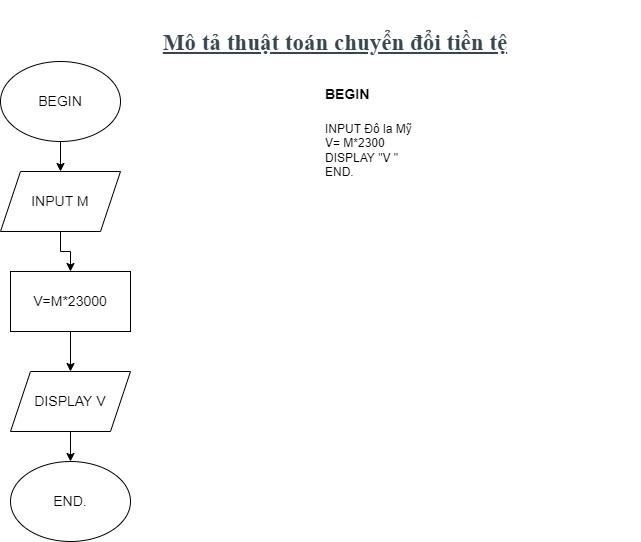 Mô tả thuật toán chuyển đổi tiền tệ
BEGIN
INPUT M
V=M*23000
DISPLAY V
END.
BEGIN
INPUT Đô la Mỹ
V= M*2300
DISPLAY "V "
END.